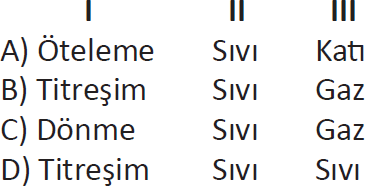 I II III
A) Öteleme Sıvı Katı
B) Titreşim Sıvı Gaz
C) Dönme Sıvı Gaz
D) Titreşim Sıvı Sıvı